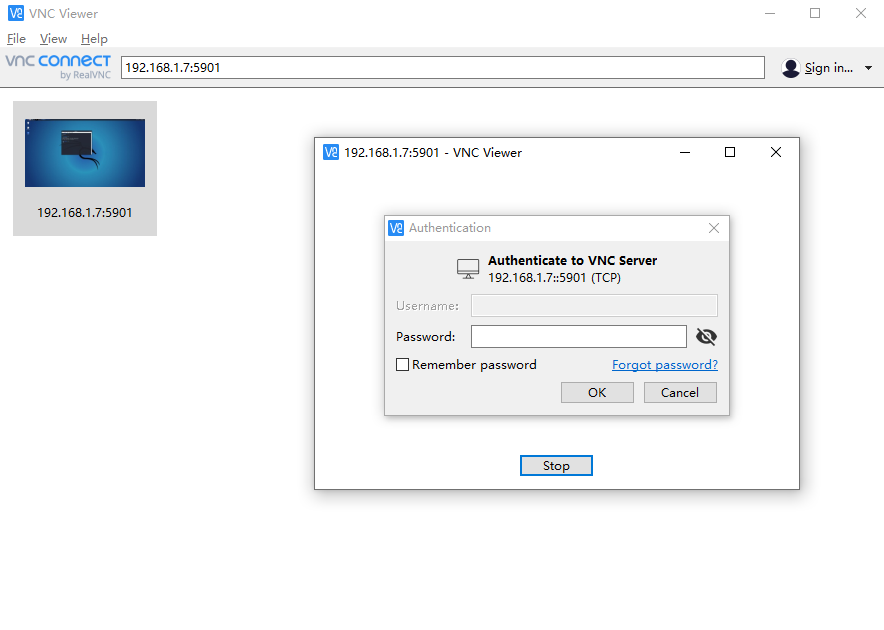 VNC Viewer
File View Help
vnc connect
by RealVNC
192.168.1.7:5901
Sign in...
192.168.1.7:5901
192.168.1.7:5901 - VNC Viewer
Authentication
Authenticate to VNC Server
192.168.1.7::5901 (TCP)
Username:
Password:
Remember password
Forgot password?
OK
Cancel
Stop